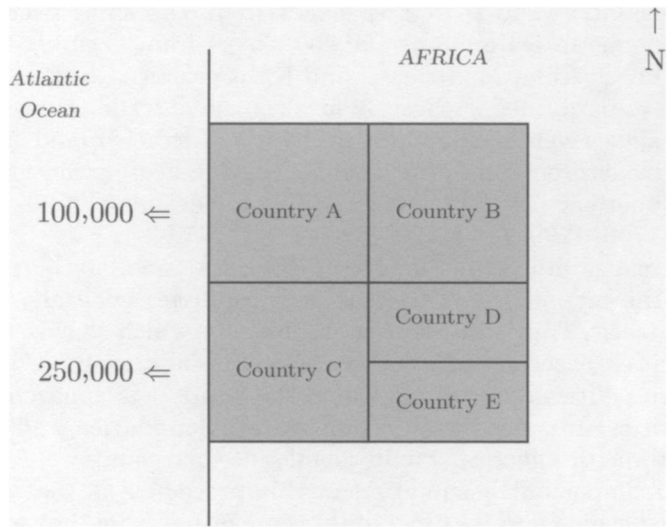 ↑
N
AFRICA
Atlantic
Ocean
100,000 ⇐
Country A
Country B
Country D
250,000 ⇐
Country C
Country E